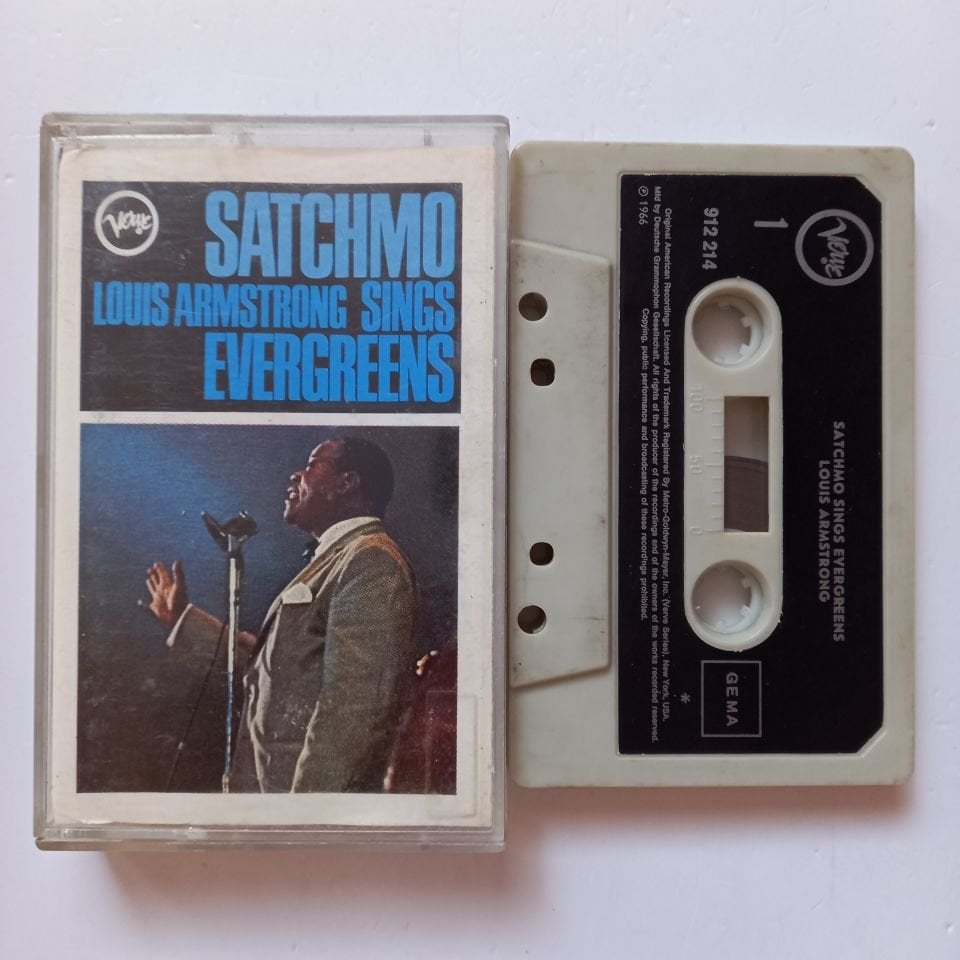 Verve
SATCHMO
LOUIS ARMSTRONG SINGS
EVERGREENS
Verve
1
912 214
SATCHMO SINGS EVERGREENS
LOUIS ARMSTRONG
100 50 0
GEMA
*
Original American Recordings Licensed And Trademark Registered By Metro-Goldwyn-Mayer, Inc. (Verve Series), New York, USA.
Mfd by Deutsche Grammophon Gesellschaft. All rights of the producer of the recordings and of the owners of the works recorded reserved.
Copying, public performance and broadcasting of these recordings prohibited.
℗ 1966